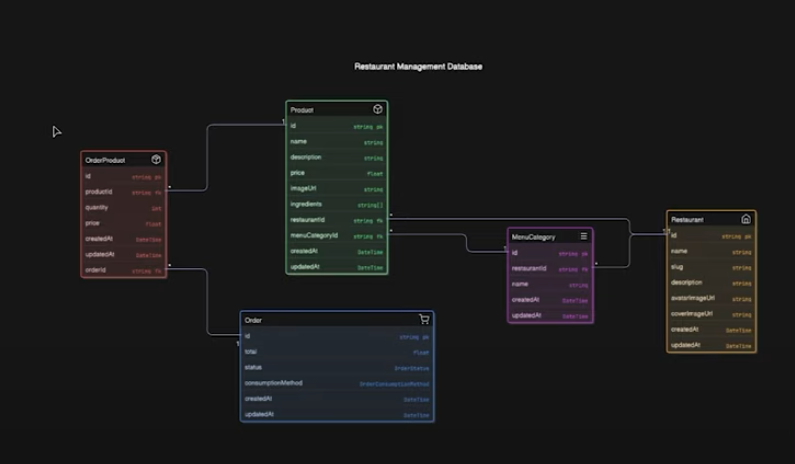 Restaurant Management Database
Product
id string pk
name string
description string
price float
imageUrl string
ingredients string[]
restaurantId string fk
menuCategoryId string fk
createdAt DateTime
updatedAt DateTime
OrderProduct
id string pk
productId string fk
quantity int
price float
createdAt DateTime
updatedAt DateTime
orderId string fk
MenuCategory
id string pk
restaurantId string fk
name string
createdAt DateTime
updatedAt DateTime
Restaurant
id string pk
name string
slug string
description string
avatarImageUrl string
coverImageUrl string
createdAt DateTime
updatedAt DateTime
Order
id string pk
total float
status OrderStatus
consumptionMethod OrderConsumptionMethod
createdAt DateTime
updatedAt DateTime